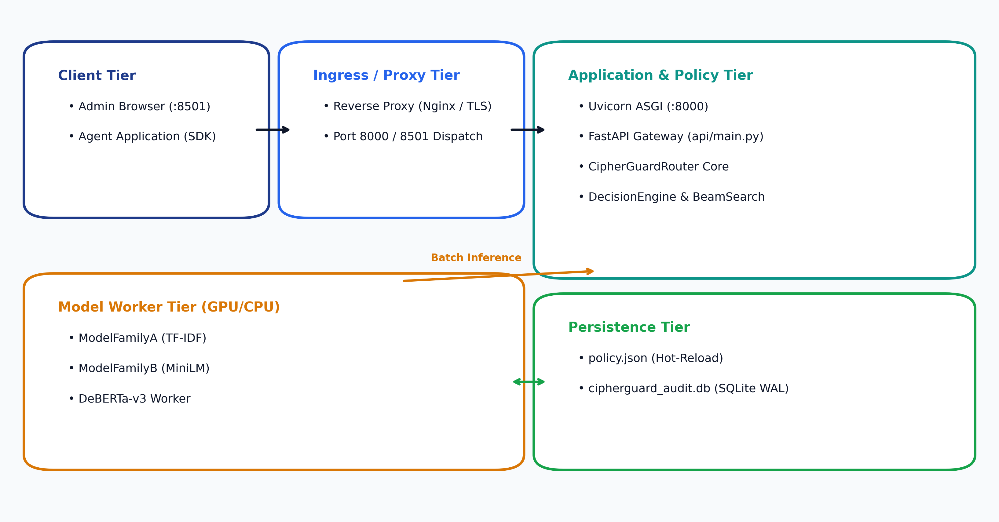 Client Tier
• Admin Browser (:8501)
• Agent Application (SDK)
Ingress / Proxy Tier
• Reverse Proxy (Nginx / TLS)
• Port 8000 / 8501 Dispatch
Application & Policy Tier
• Uvicorn ASGI (:8000)
• FastAPI Gateway (api/main.py)
• CipherGuardRouter Core
• DecisionEngine & BeamSearch
Batch Inference
Model Worker Tier (GPU/CPU)
• ModelFamilyA (TF-IDF)
• ModelFamilyB (MiniLM)
• DeBERTa-v3 Worker
Persistence Tier
• policy.json (Hot-Reload)
• cipherguard_audit.db (SQLite WAL)